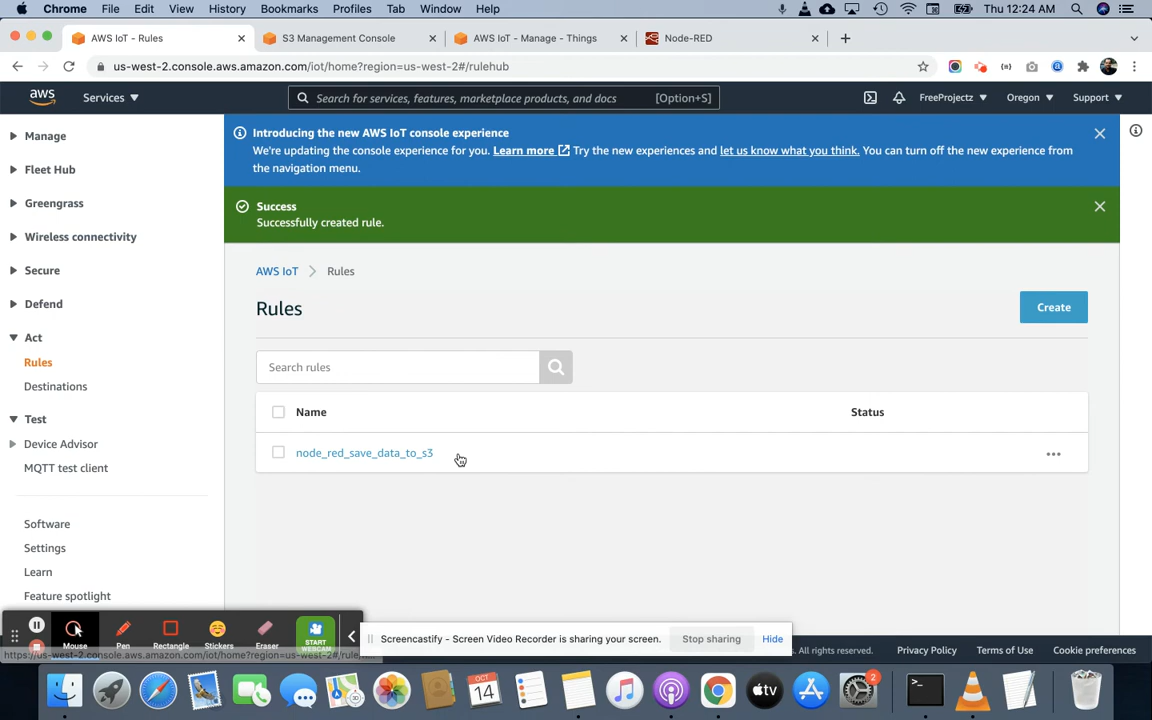 Chrome File Edit View History Bookmarks Profiles Tab Window Help Thu 12:24 AM
AWS IoT - Rules S3 Management Console AWS IoT - Manage - Things Node-RED
us-west-2.console.aws.amazon.com/iot/home?region=us-west-2#/rulehub
aws Services Search for services, features, marketplace products, and docs [Option+S] FreeProjectz Oregon Support
Manage
Fleet Hub
Greengrass
Wireless connectivity
Secure
Defend
Act
Rules
Destinations
Test
Device Advisor
MQTT test client
Software
Settings
Learn
Feature spotlight
Introducing the new AWS IoT console experience
We're updating the console experience for you. Learn more Try the new experiences and let us know what you think. You can turn off the new experience from
the navigation menu.
Success
Successfully created rule.
AWS IoT Rules
Rules
Create
Search rules
Name Status
node_red_save_data_to_s3
Mouse Pen Rectangle Stickers Eraser START
WEBCAM
Screencastify - Screen Video Recorder is sharing your screen. Stop sharing Hide
s. All rights reserved. Privacy Policy Terms of Use Cookie preferences
OCT
14
tv
2